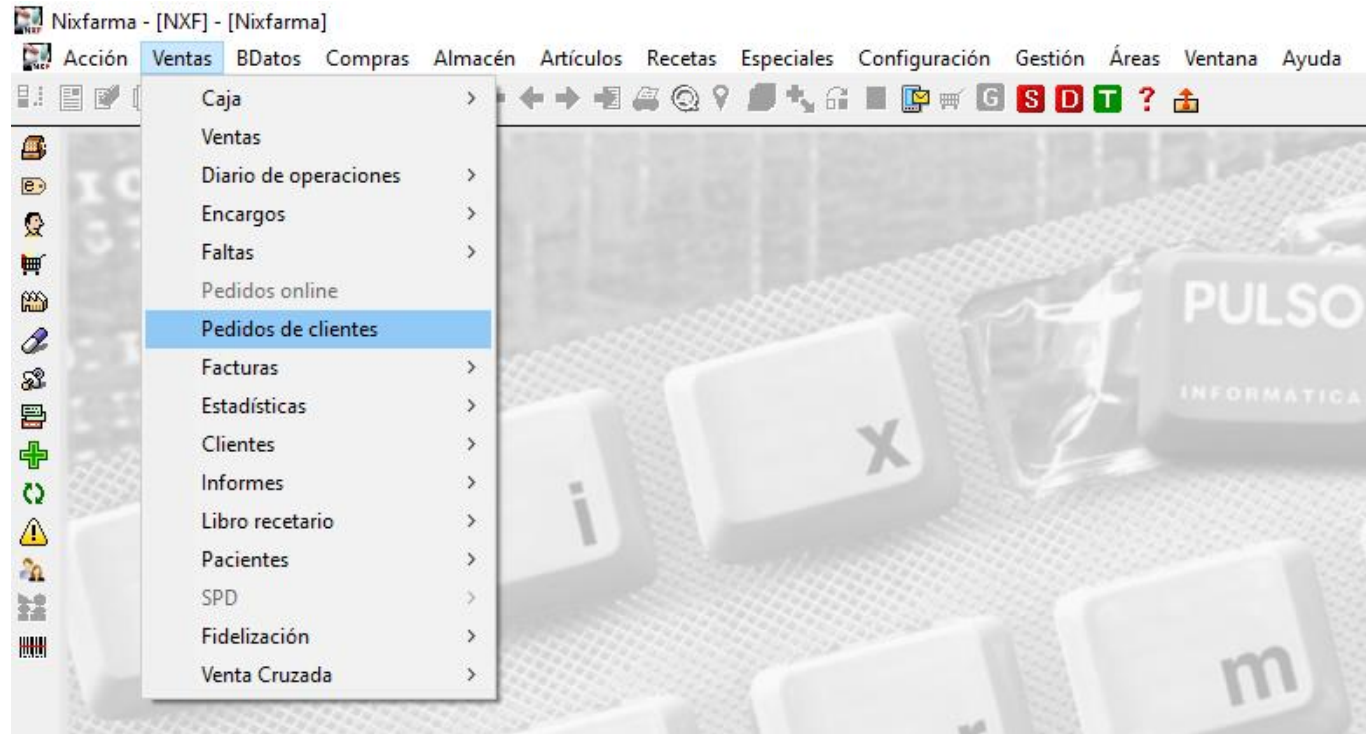 Nixfarma - [NXF] - [Nixfarma]
Acción Ventas BDatos Compras Almacén Artículos Recetas Especiales Configuración Gestión Áreas Ventana Ayuda
G S D T ?
Caja
Ventas
Diario de operaciones
Encargos
Faltas
Pedidos online
Pedidos de clientes
Facturas
Estadísticas
Clientes
Informes
Libro recetario
Pacientes
SPD
Fidelización
Venta Cruzada
PULSO
INFORMATICA
i
x
m